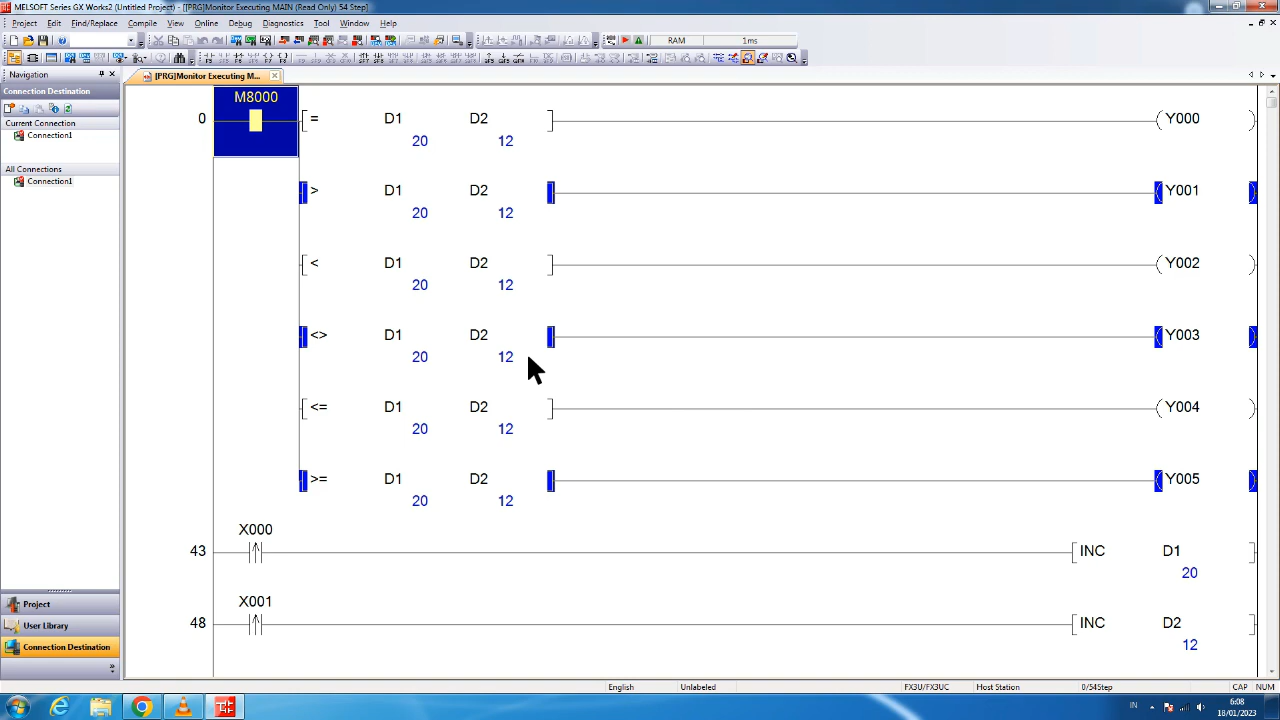 MELSOFT Series GX Works2 (Untitled Project) - [[PRG]Monitor Executing MAIN (Read Only) 54 Step]
Project Edit Find/Replace Compile View Online Debug Diagnostics Tool Window Help
RAM 1ms
Navigation
[PRG]Monitor Executing M...
Connection Destination
Current Connection
Connection1
All Connections
Connection1
Project
User Library
Connection Destination
M8000
0 = D1 D2 Y000
20 12
> D1 D2 Y001
20 12
< D1 D2 Y002
20 12
<> D1 D2 Y003
20 12
<= D1 D2 Y004
20 12
>= D1 D2 Y005
20 12
X000
43 INC D1
20
X001
48 INC D2
12
English Unlabeled FX3U/FX3UC Host Station 0/54Step CAP NUM
IN 6:08
18/01/2023